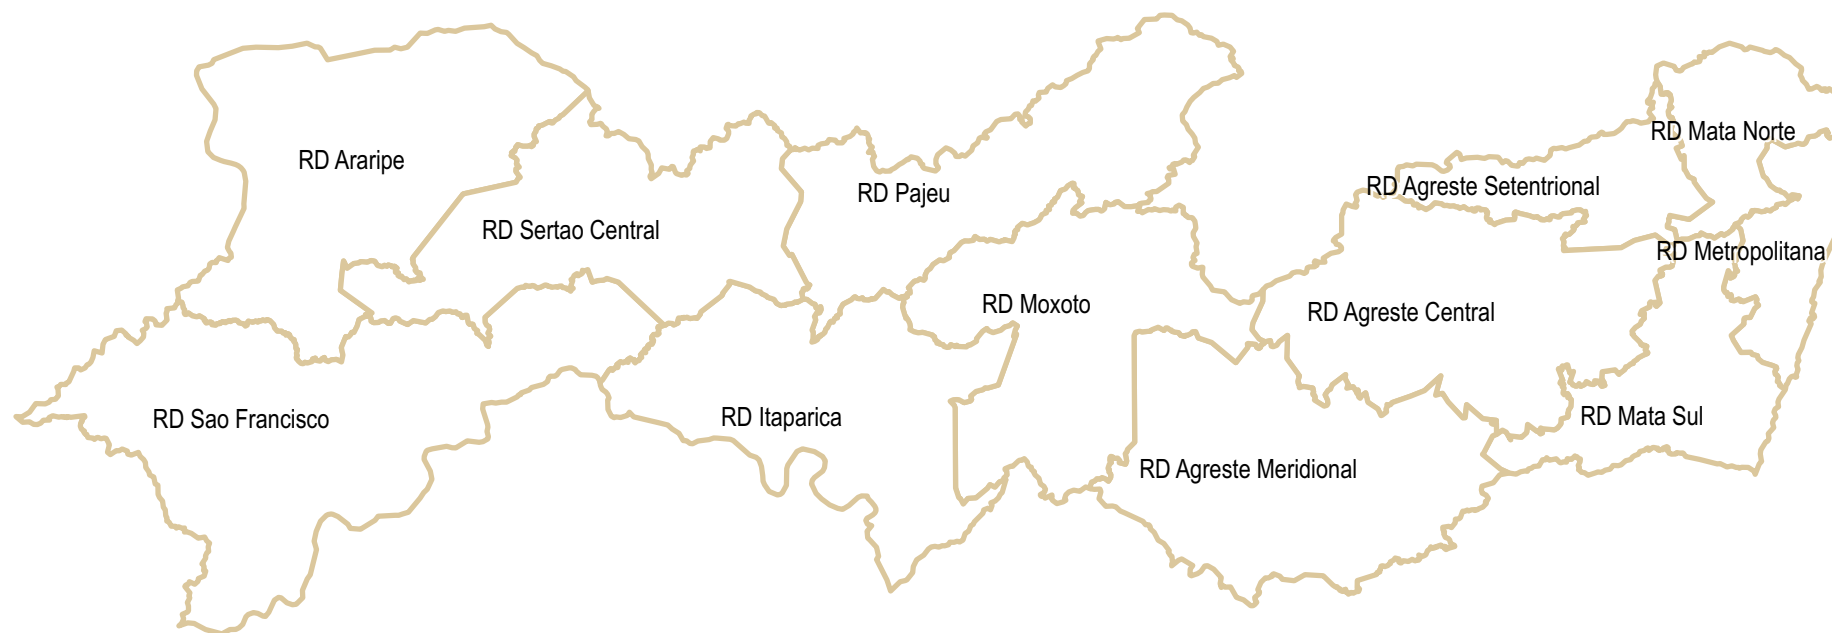 RD Mata Norte
RD Araripe
RD Agreste Setentrional
RD Pajeu
RD Sertao Central
RD Metropolitana
RD Moxoto
RD Agreste Central
RD Sao Francisco
RD Itaparica
RD Mata Sul
RD Agreste Meridional